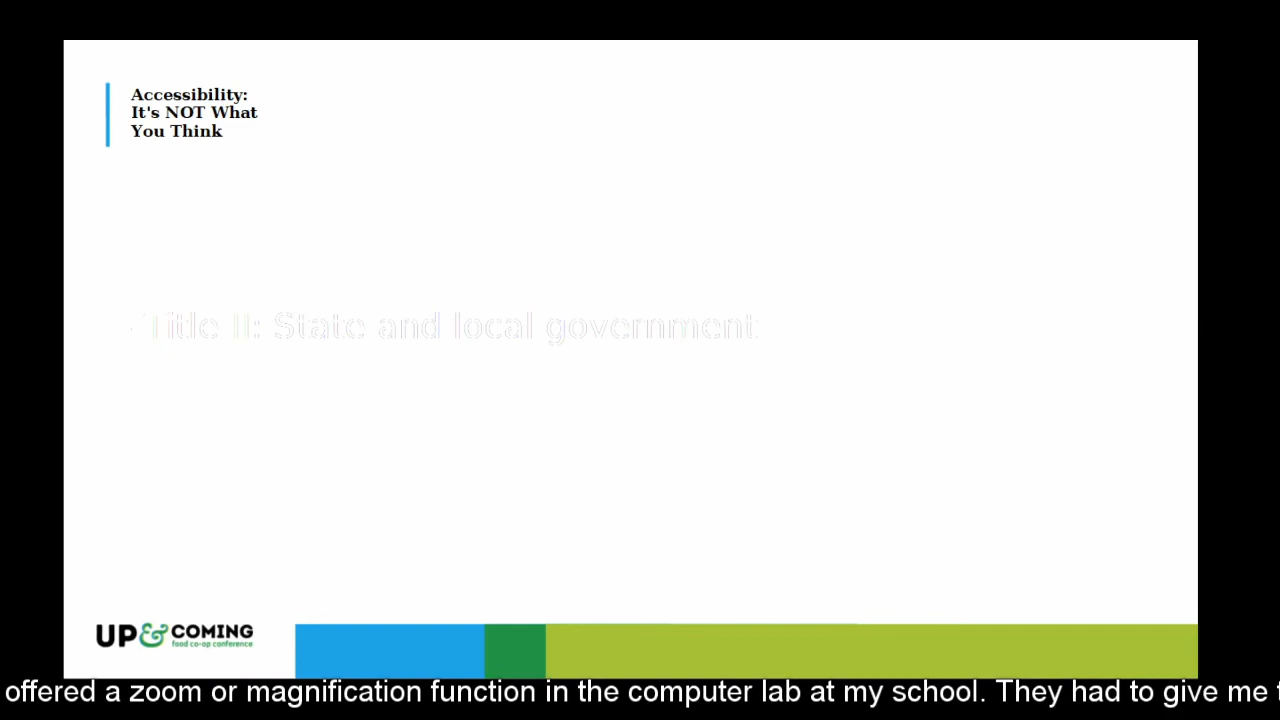 Accessibility:
It's NOT What
You Think
· Title II: State and local government
UP & COMING
food co-op conference
offered a zoom or magnification function in the computer lab at my school. They had to give me